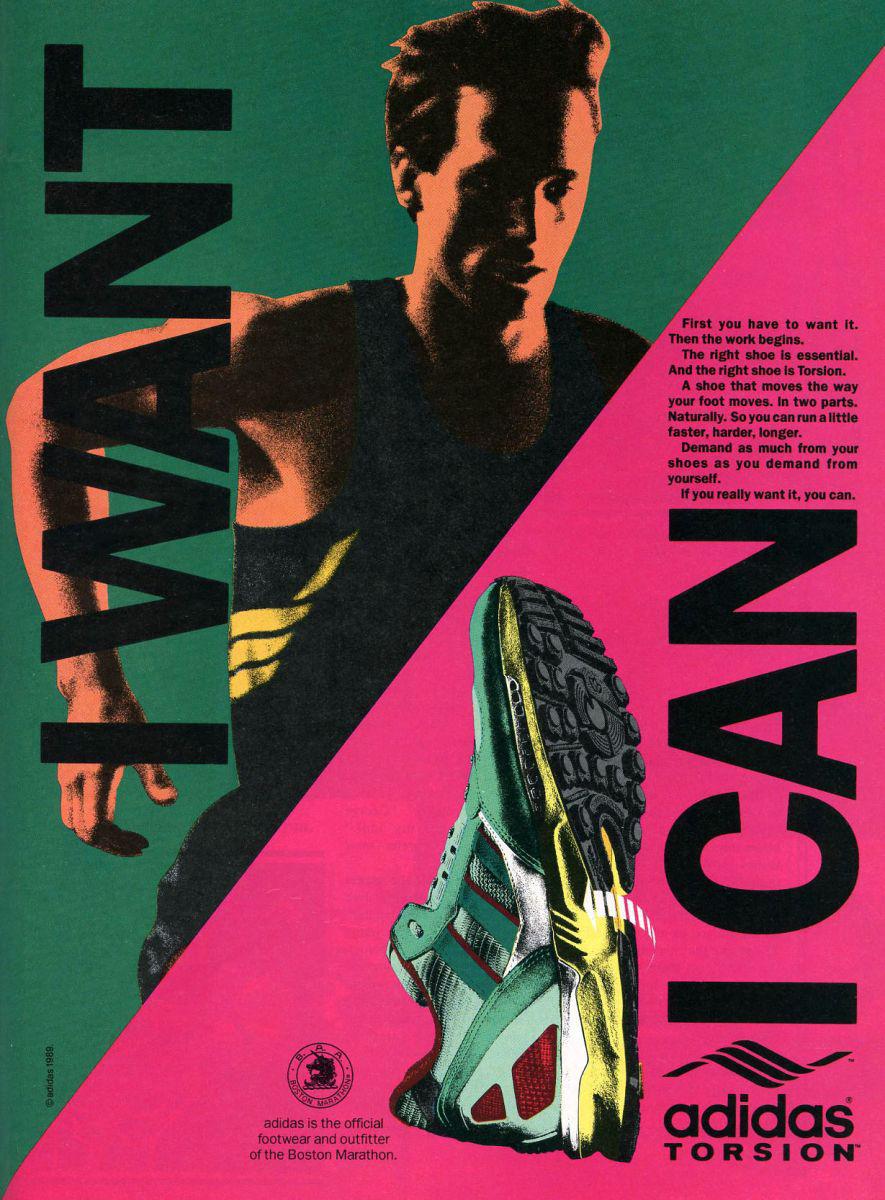 I WANT
First you have to want it.
Then the work begins.
The right shoe is essential.
And the right shoe is Torsion.
A shoe that moves the way
your foot moves. In two parts.
Naturally. So you can run a little
faster, harder, longer.
Demand as much from your
shoes as you demand from
yourself.
If you really want it, you can.
I CAN
™
adidas®
TORSION™
B.A.A.
BOSTON MARATHON®
adidas is the official
footwear and outfitter
of the Boston Marathon.
© adidas 1989.